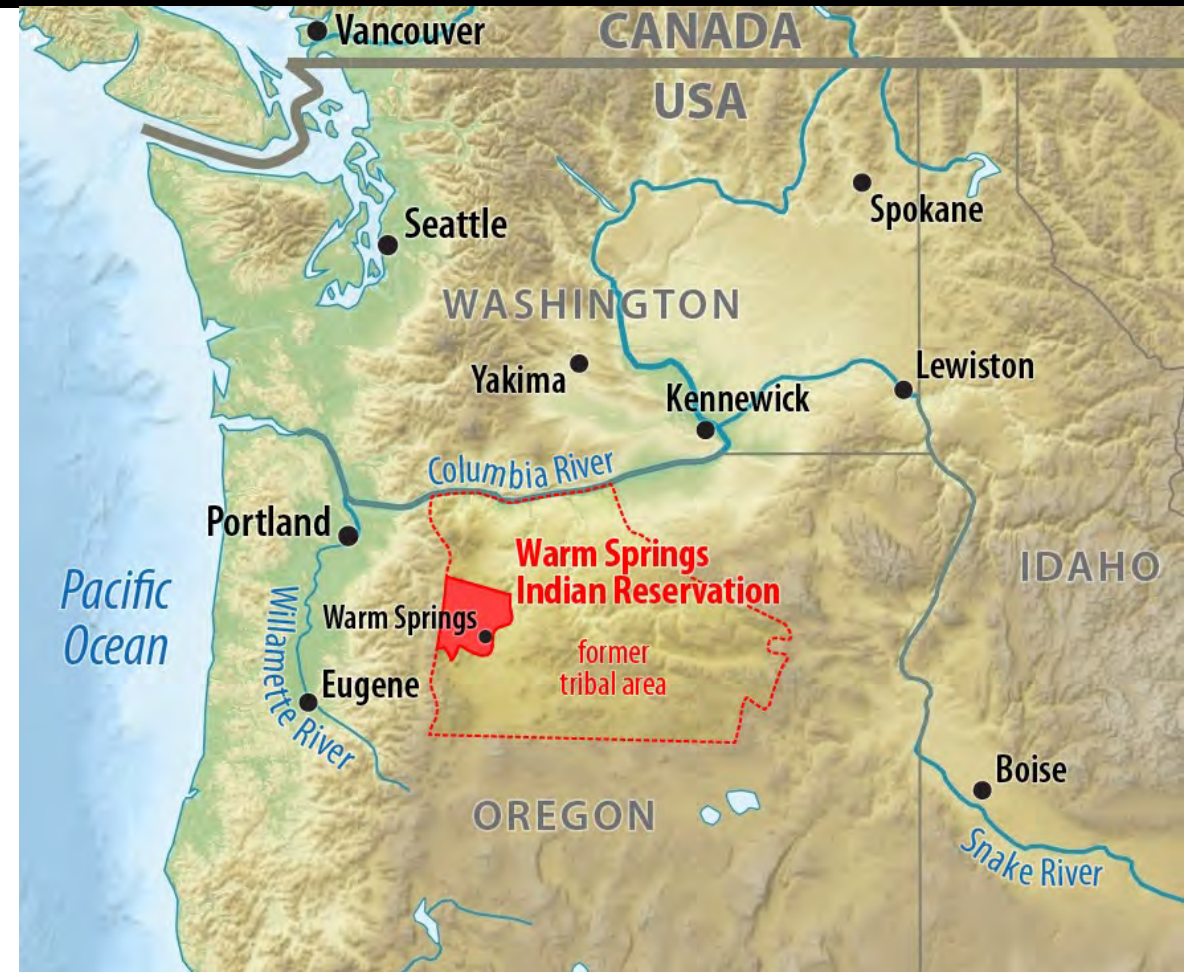 Vancouver
CANADA
USA
Spokane
Seattle
WASHINGTON
Yakima
Lewiston
Kennewick
Columbia River
Portland
Warm Springs
Indian Reservation
IDAHO
Pacific
Ocean
Willamette River
Warm Springs
former
tribal area
Eugene
Boise
OREGON
Snake River